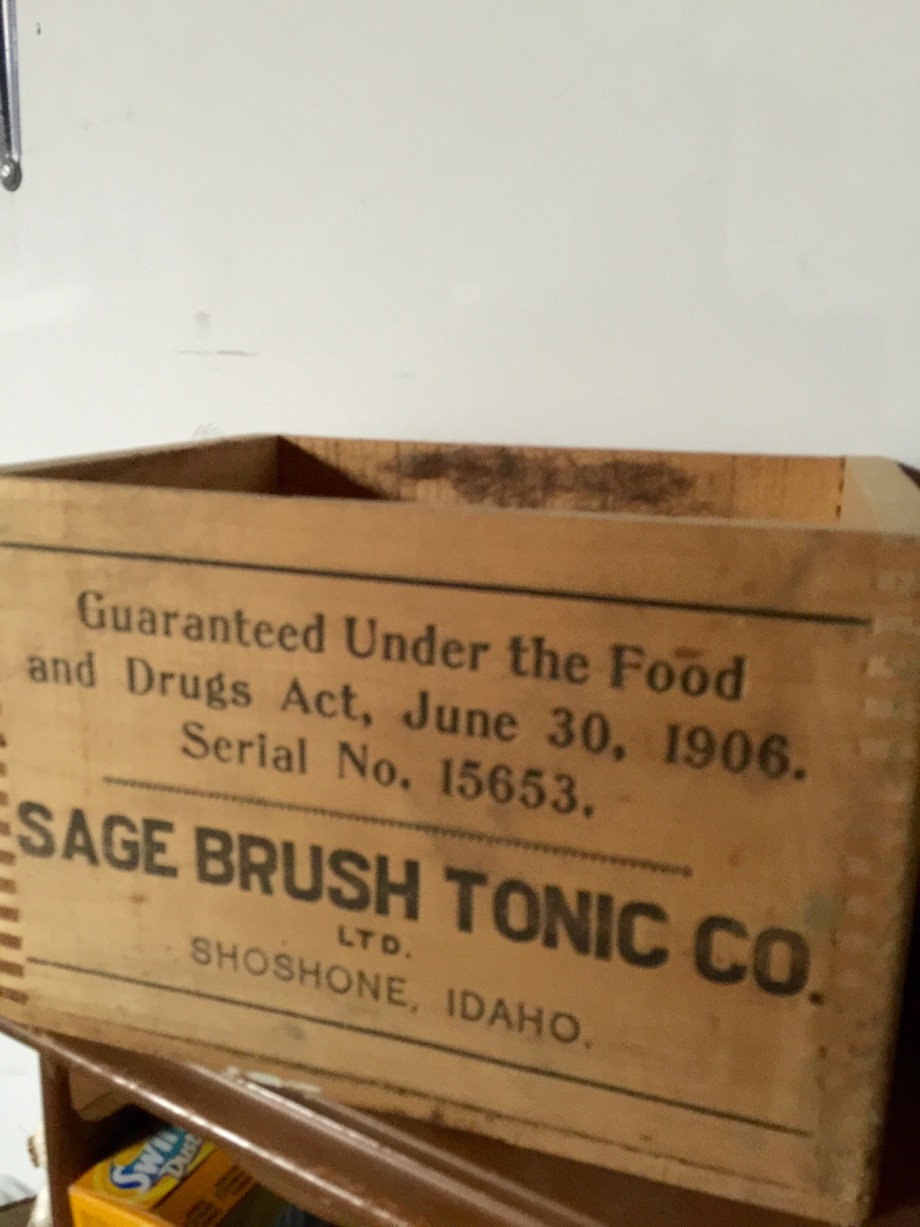 Guaranteed Under the Food
and Drugs Act, June 30, 1906.
Serial No. 15653.
SAGE BRUSH TONIC CO.
LTD.
SHOSHONE, IDAHO.